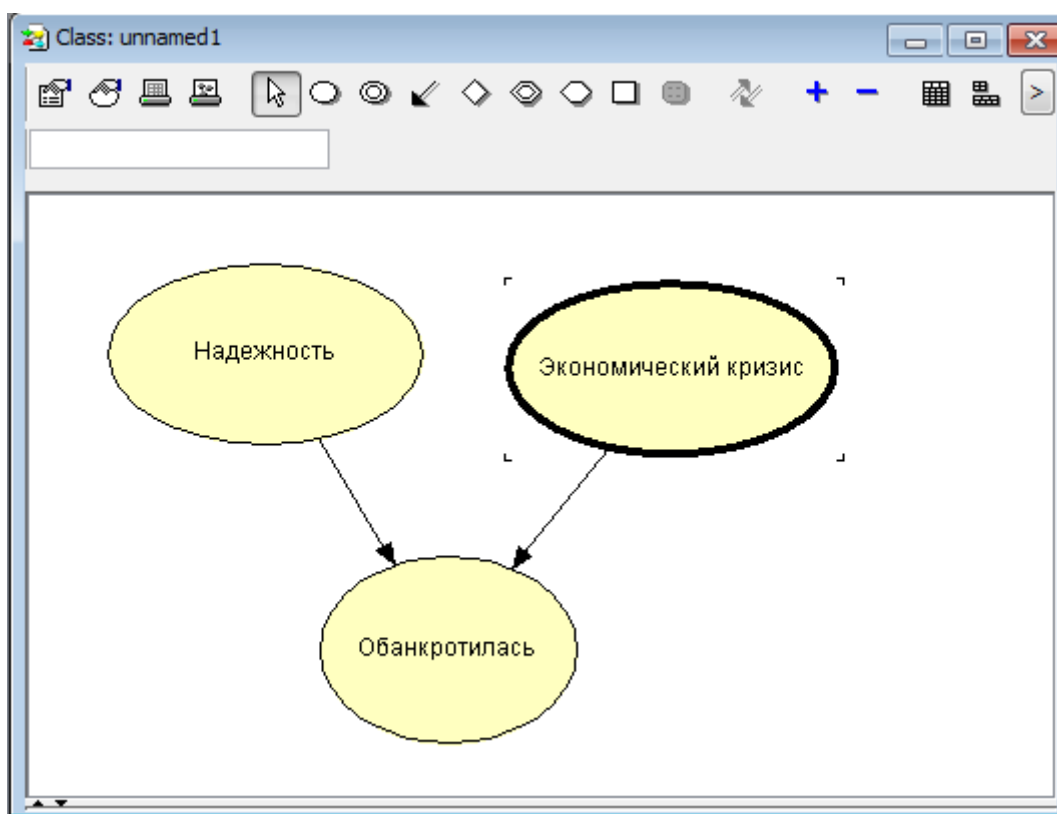 Class: unnamed1
Надежность
Экономический кризис
Обанкротилась